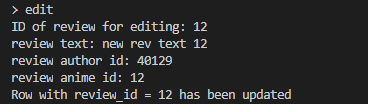 > edit
ID of review for editing: 12
review text: new rev text 12
review author id: 40129
review anime id: 12
Row with review_id = 12 has been updated